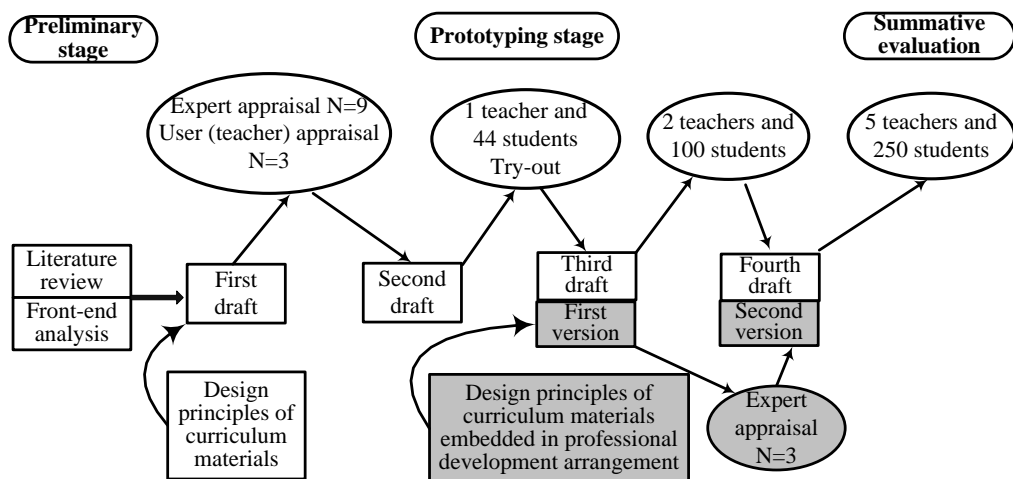 Preliminary
stage
Prototyping stage
Summative
evaluation
Expert appraisal N=9
User (teacher) appraisal
N=3
1 teacher and
44 students
Try-out
2 teachers and
100 students
5 teachers and
250 students
Literature
review
Front-end
analysis
First
draft
Second
draft
Third
draft
First
version
Fourth
draft
Second
version
Design
principles of
curriculum
materials
Design principles of
curriculum materials
embedded in professional
development arrangement
Expert
appraisal
N=3